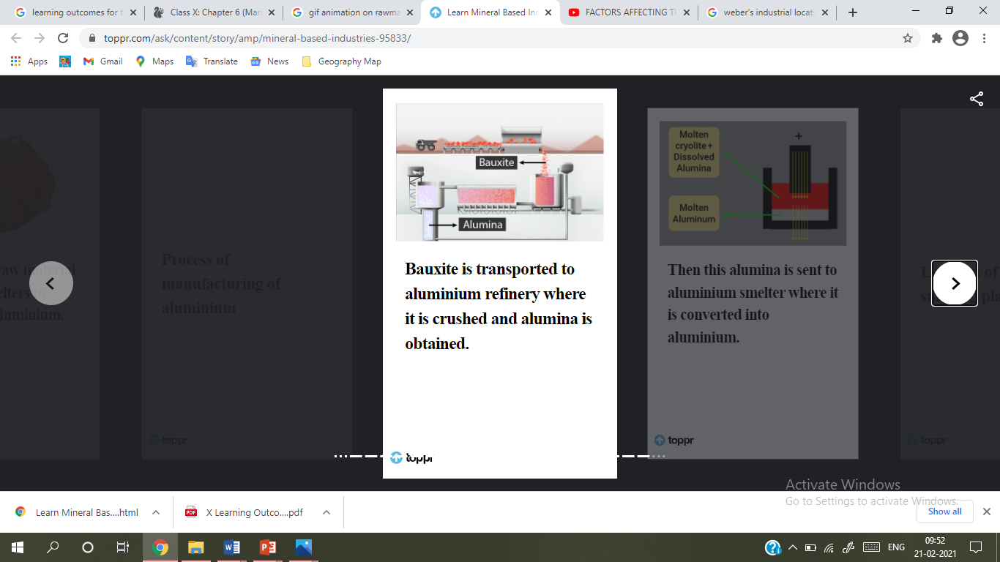 learning outcomes for t
Class X: Chapter 6 (Man
gif animation on rawma
Learn Mineral Based Ind
FACTORS AFFECTING TH
weber's industrial locati
toppr.com/ask/content/story/amp/mineral-based-industries-95833/
Apps
Gmail
Maps
Translate
News
Geography Map
Bauxite
Alumina
Bauxite is transported to
aluminium refinery where
it is crushed and alumina is
obtained.
toppr
raw material
elters to
luminium.
Process of
manufacturing of
aluminium
toppr
Molten
cryolite+
Dissolved
Alumina
+
Molten
Aluminum
Then this alumina is sent to
aluminium smelter where it
is converted into
aluminium.
toppr
of
pla
toppr
Activate Windows
Go to Settings to activate Windows.
Learn Mineral Bas....html
PDF
X Learning Outco....pdf
Show all
ENG
09:52
21-02-2021